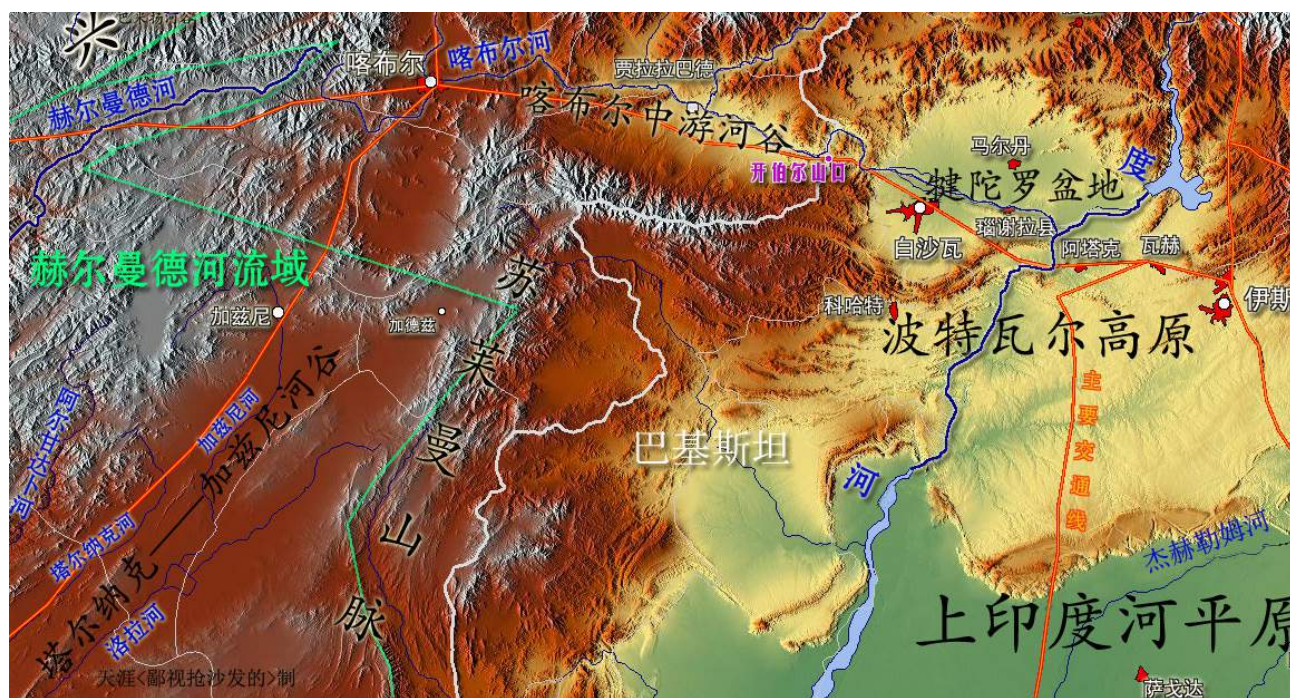 兴
喀布尔
喀布尔河
贾拉拉巴德
赫尔曼德河
喀布尔中游河谷
开伯尔山口
马尔丹
度
犍陀罗盆地
白沙瓦
瑙谢拉县
阿塔克
瓦赫
伊斯
赫尔曼德河流域
加兹尼
加德兹
科哈特
波特瓦尔高原
苏莱曼山脉
主要交通线
巴基斯坦
河
加兹尼河
塔尔纳克河
洛拉河
塔尔纳克——加兹尼河谷
杰赫勒姆河
上印度河平原
萨戈达
天涯<鄙视抢沙发的>制